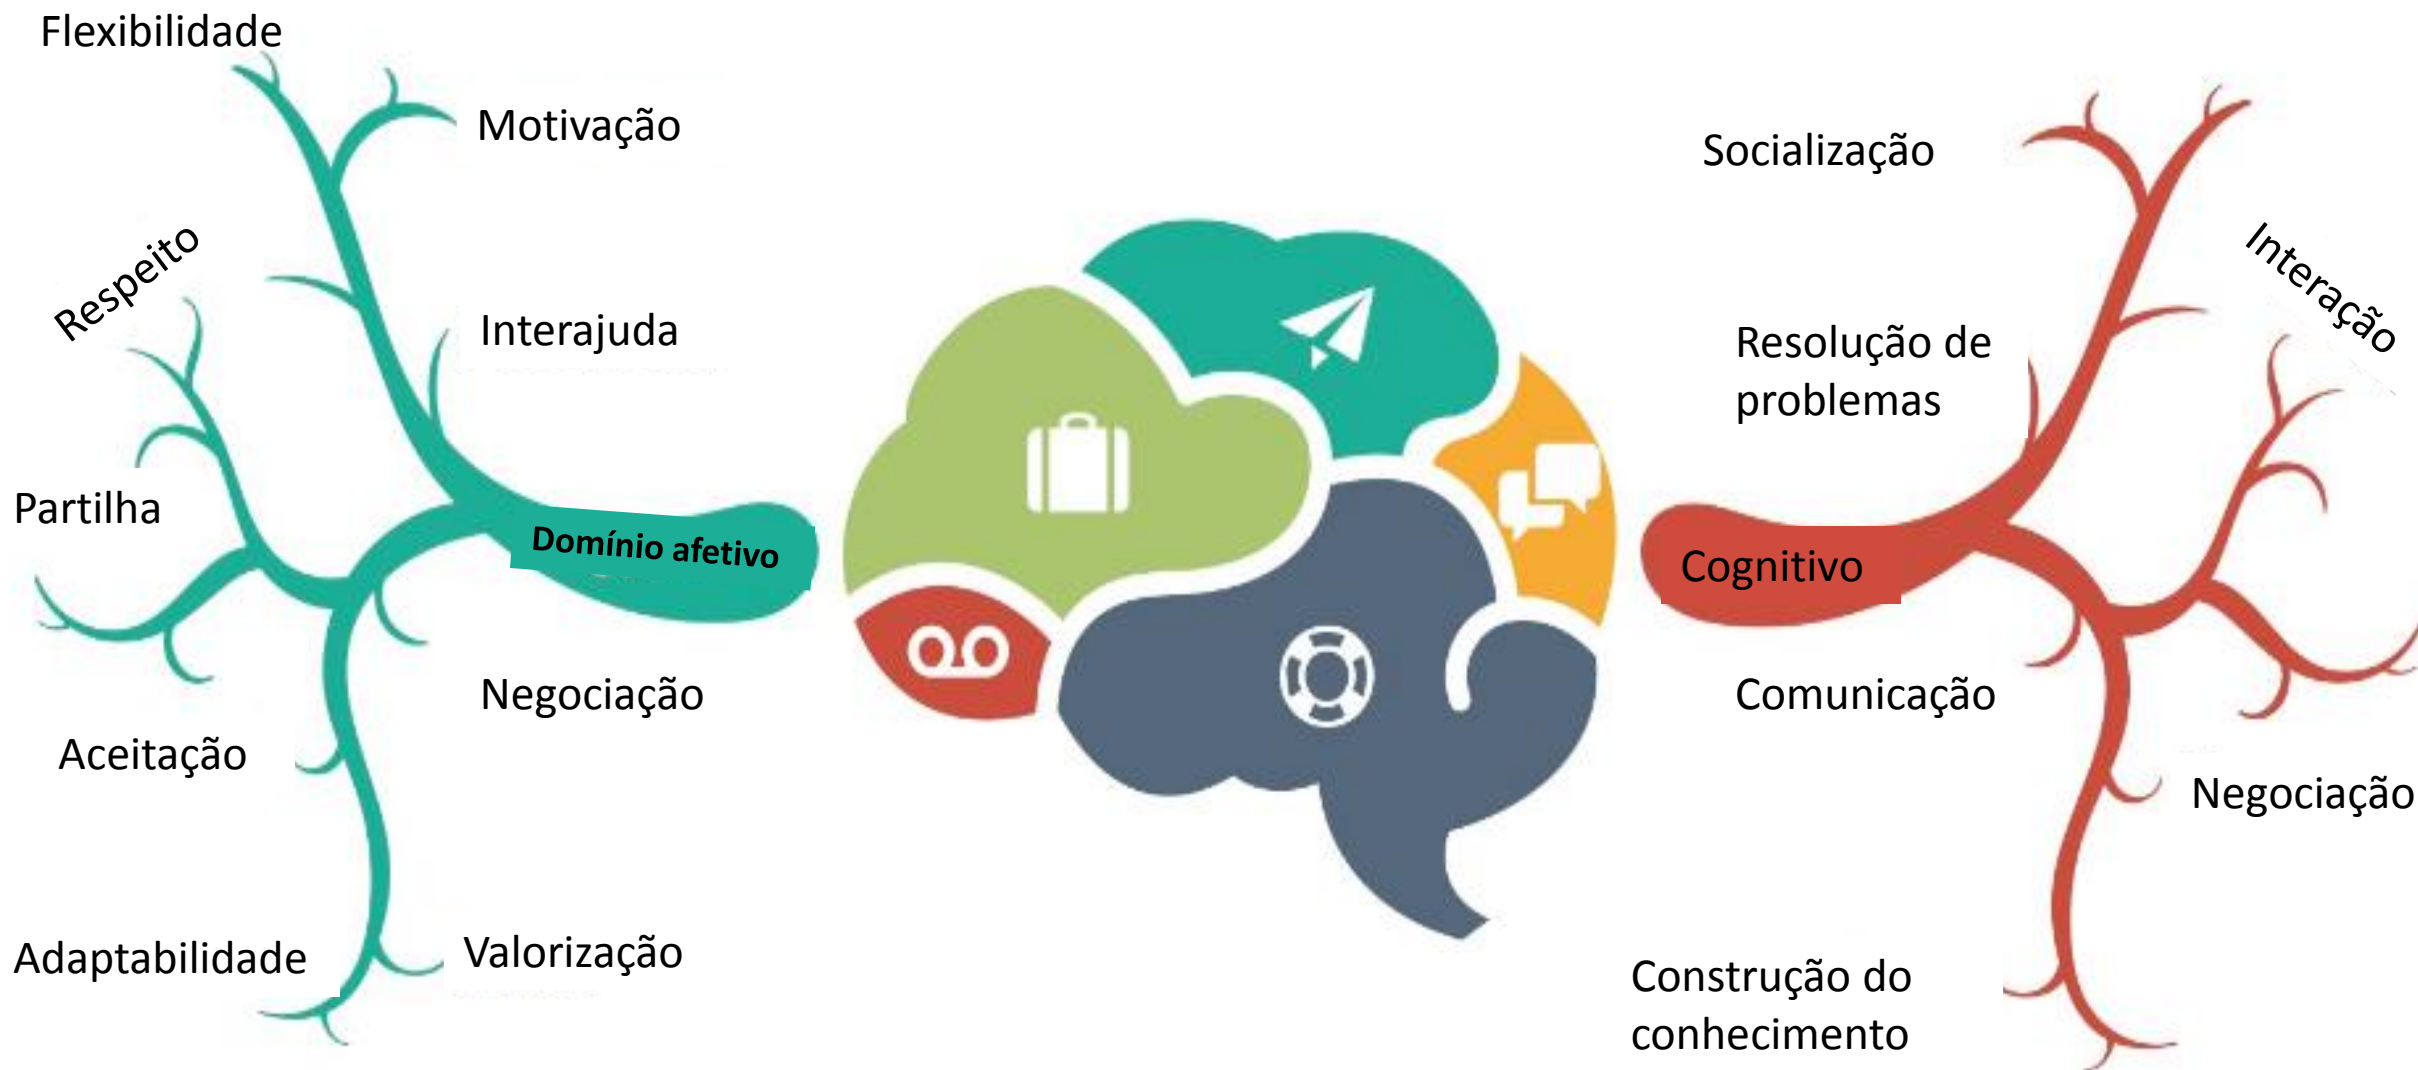 Flexibilidade
Motivação
Respeito
Interajuda
Partilha
Domínio afetivo
Negociação
Aceitação
Adaptabilidade
Valorização
Socialização
Interação
Resolução de
problemas
Cognitivo
Comunicação
Negociação
Construção do
conhecimento